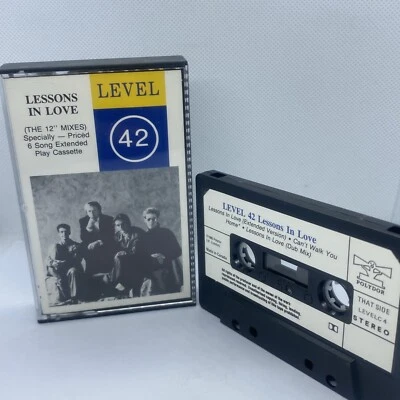 LESSONS
IN LOVE
(THE 12" MIXES)
Specially — Priced
6 Song Extended
Play Cassette
LEVEL
42
LEVEL 42 Lessons In Love
Lessons in Love (Extended Version) • Can't Walk You
Home* • Lessons In Love (Dub Mix)
POLYDOR
THAT SIDE
LEVELC 4
STEREO